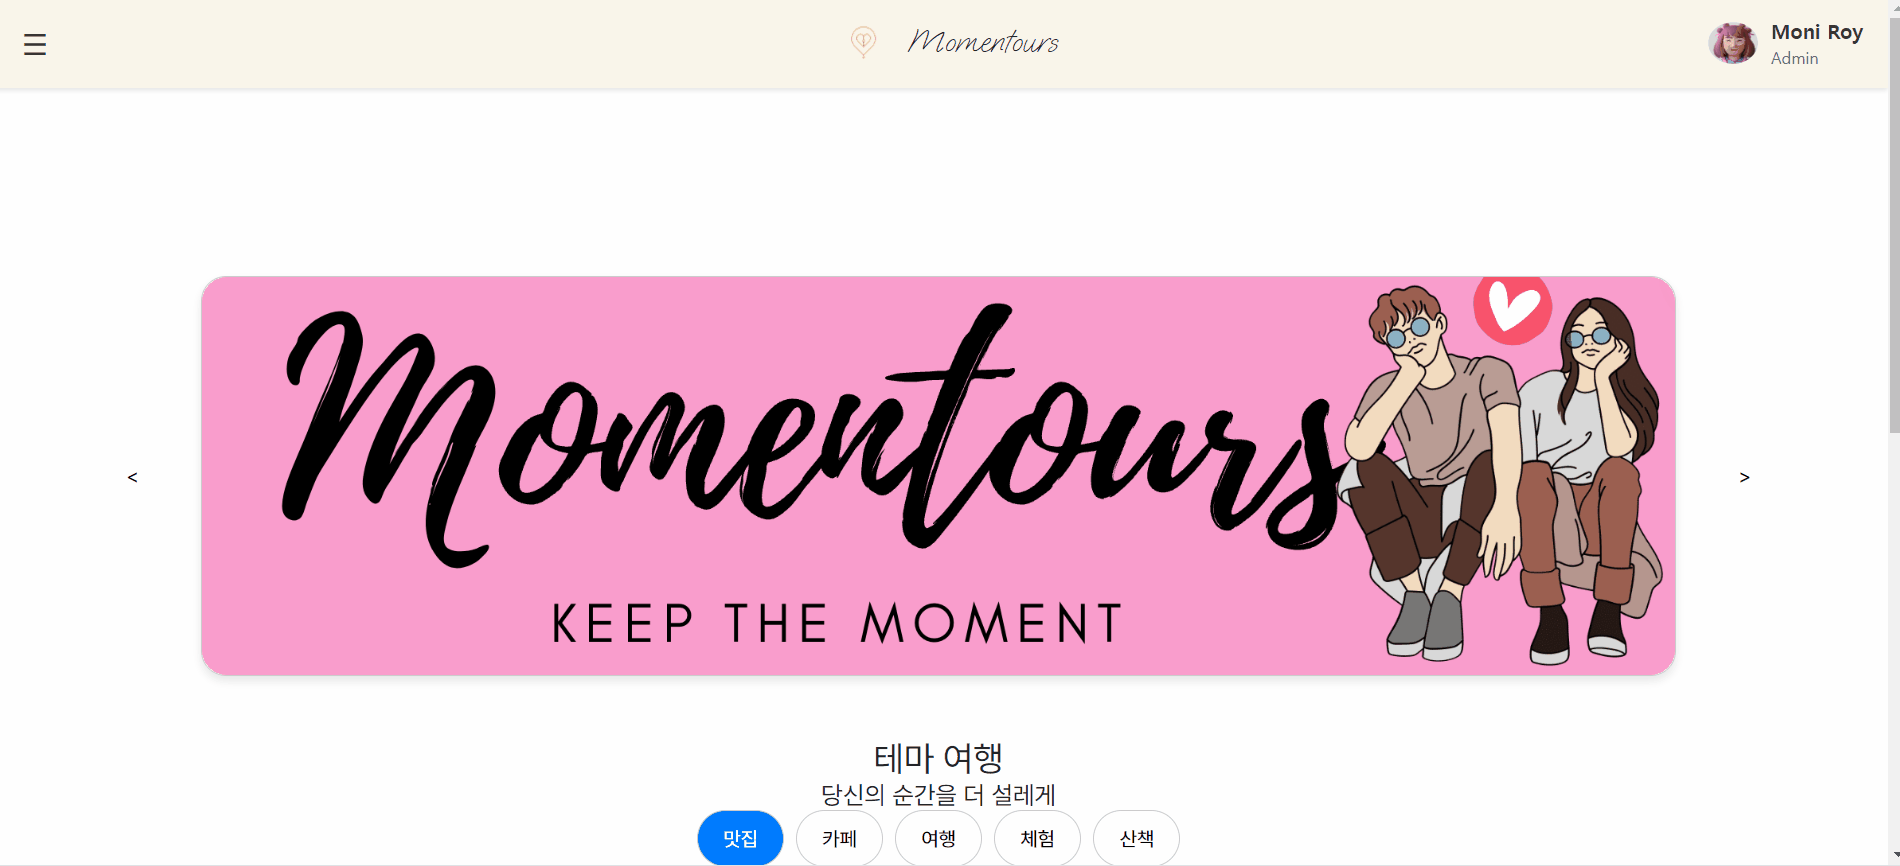 ☰
Momentours
Moni Roy
Admin
Momentours
KEEP THE MOMENT
<
>
테마 여행
당신의 순간을 더 설레게
맛집 카페 여행 체험 산책